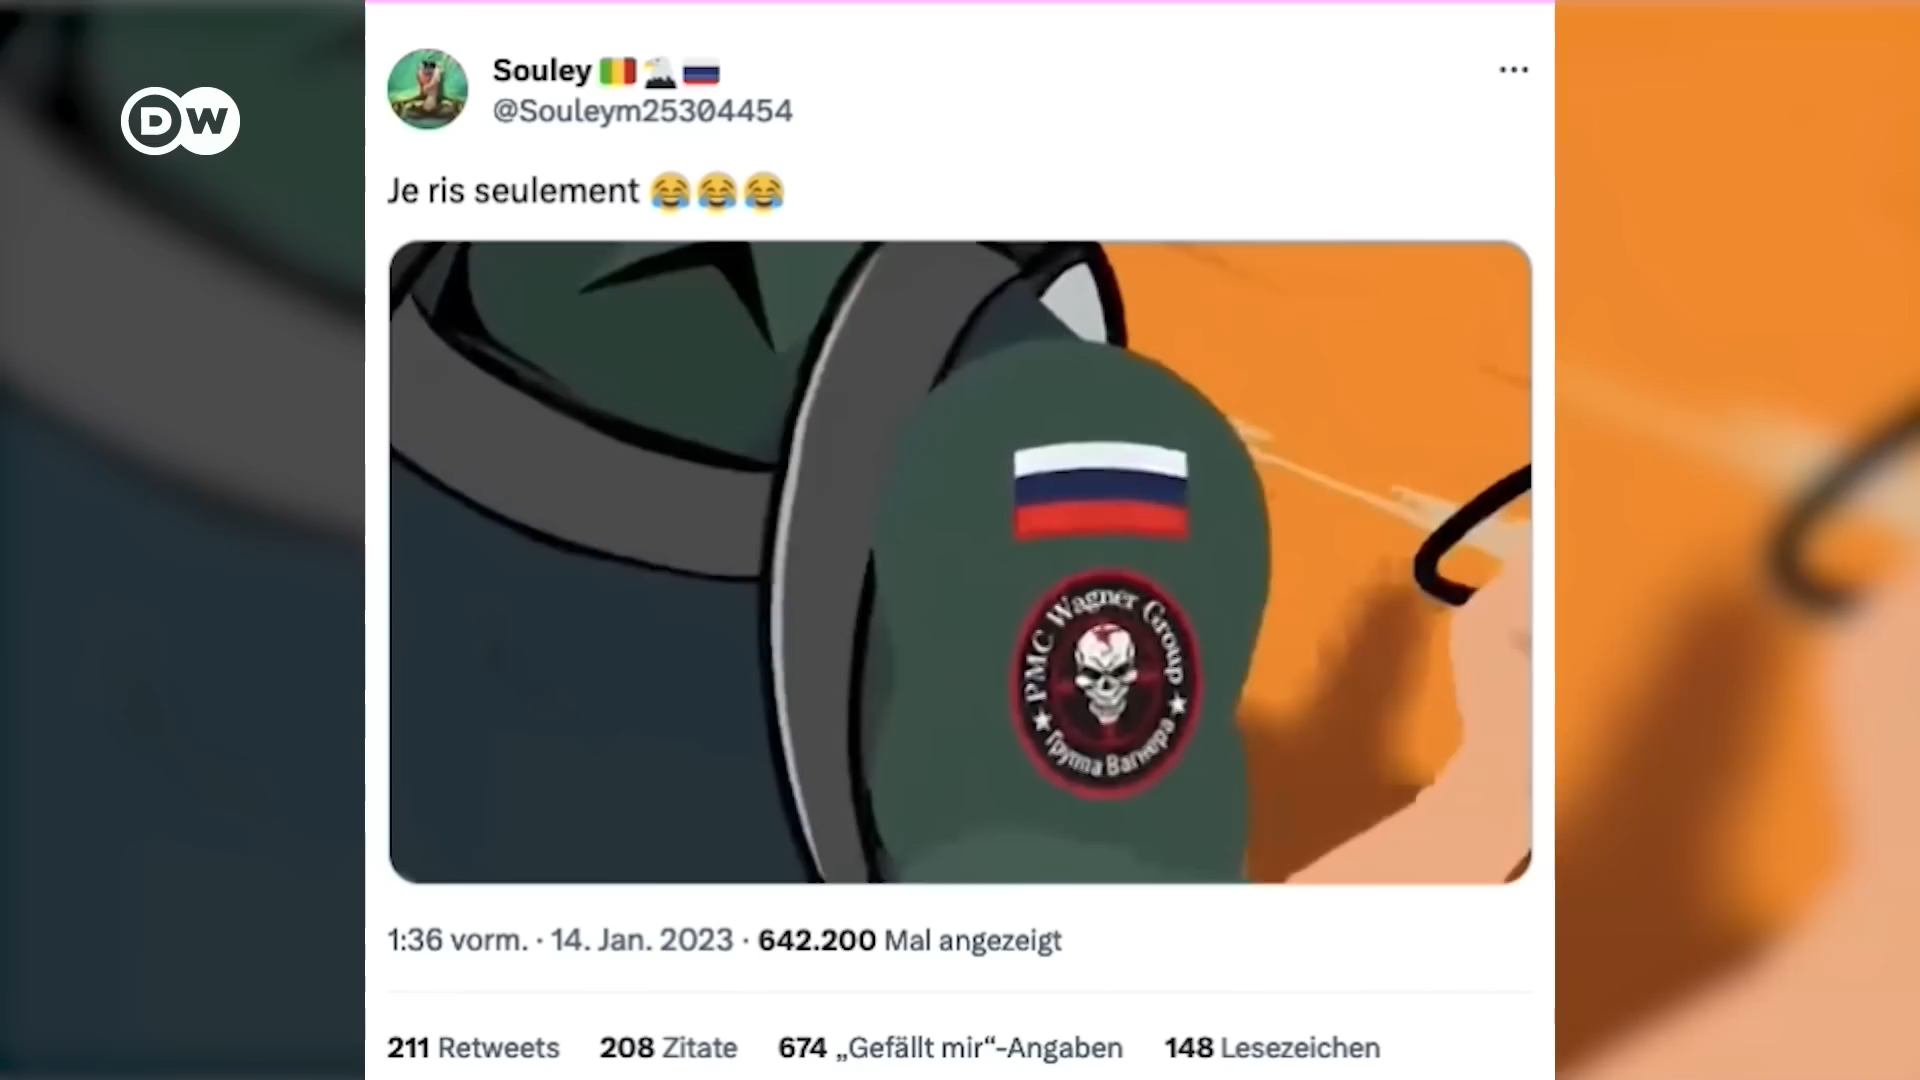 DW
Souley
@Souleym25304454
Je ris seulement 😂😂😂
PMC Wagner Group
Группа Вагнера
1:36 vorm. · 14. Jan. 2023 · 642.200 Mal angezeigt
211 Retweets 208 Zitate 674 „Gefällt mir“-Angaben 148 Lesezeichen